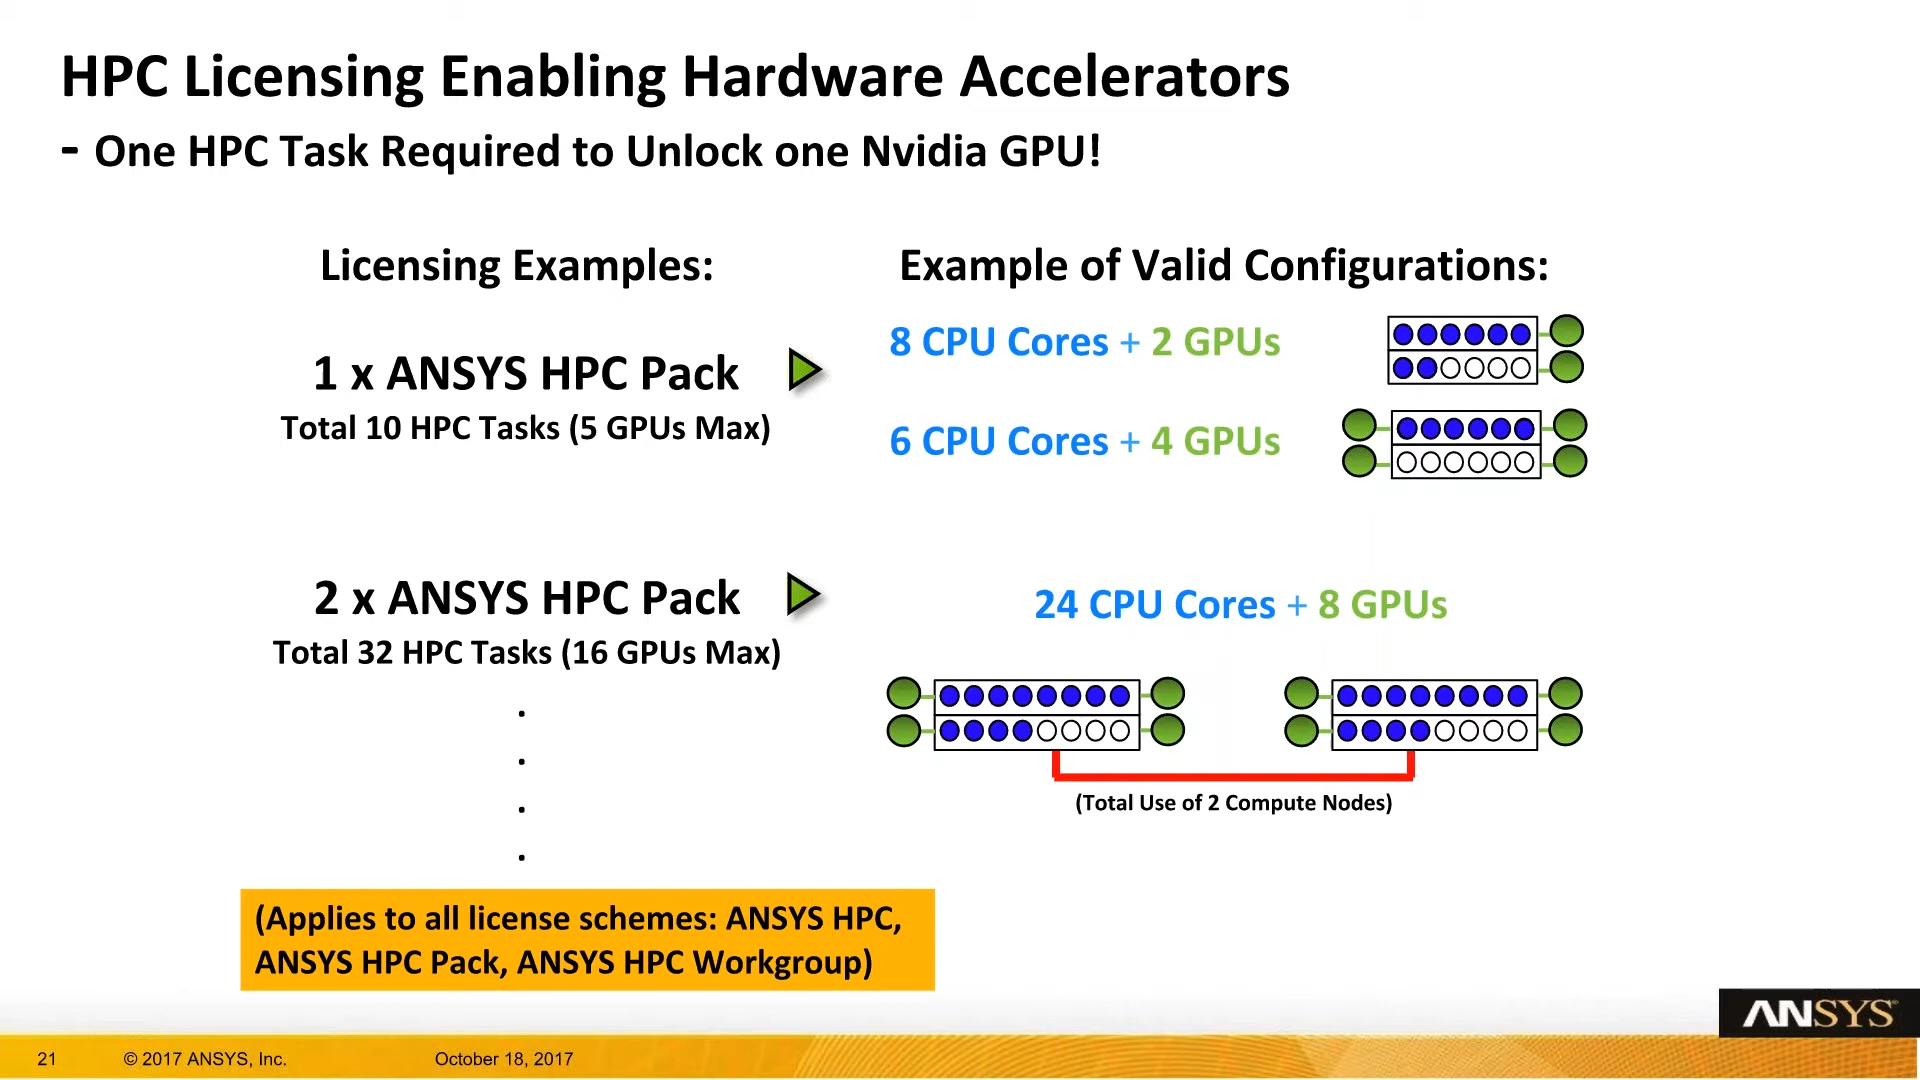 HPC Licensing Enabling Hardware Accelerators
- One HPC Task Required to Unlock one Nvidia GPU!
Licensing Examples:
1 x ANSYS HPC Pack
Total 10 HPC Tasks (5 GPUs Max)
2 x ANSYS HPC Pack
Total 32 HPC Tasks (16 GPUs Max)
.
.
.
.
(Applies to all license schemes: ANSYS HPC,
ANSYS HPC Pack, ANSYS HPC Workgroup)
Example of Valid Configurations:
8 CPU Cores + 2 GPUs
6 CPU Cores + 4 GPUs
24 CPU Cores + 8 GPUs
(Total Use of 2 Compute Nodes)
21 © 2017 ANSYS, Inc. October 18, 2017
ANSYS®